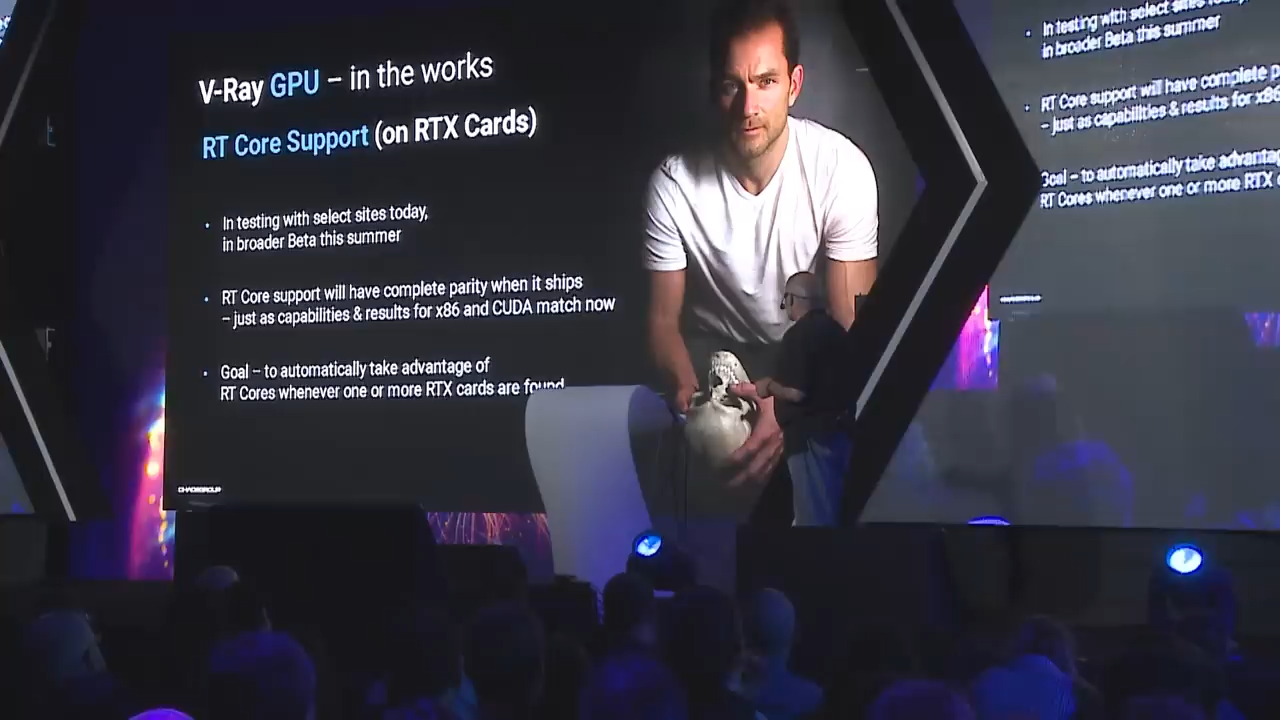 V-Ray GPU – in the works
RT Core Support (on RTX Cards)
• In testing with select sites today,
in broader Beta this summer
• RT Core support will have complete parity when it ships
– just as capabilities & results for x86 and CUDA match now
• Goal – to automatically take advantage of
RT Cores whenever one or more RTX cards are found
CHAOSGROUP
• In testing with select sites today,
in broader Beta this summer
• RT Core support will have complete p
– just as capabilities & results for x86
Goal – to automatically take advantag
RT Cores whenever one or more RTX c
CHAOSGROUP